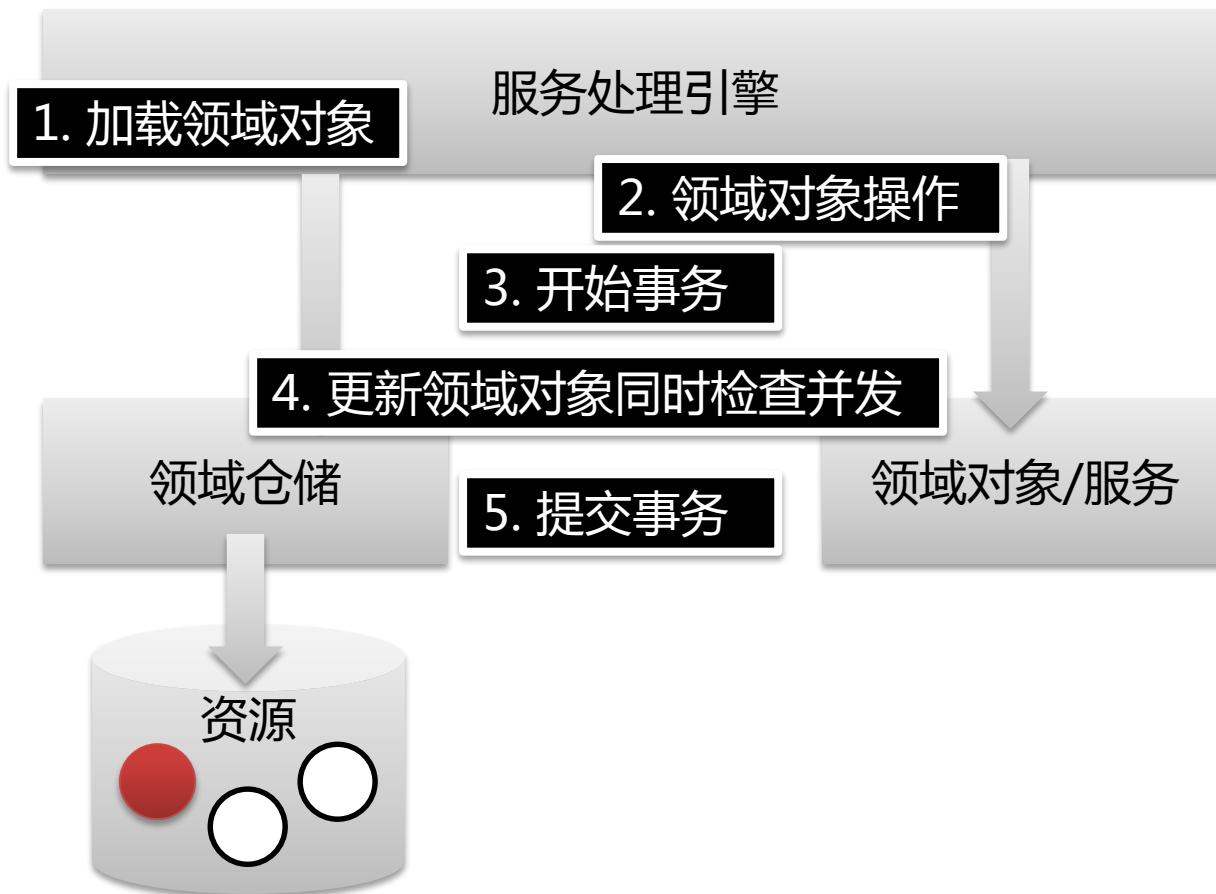 服务处理引擎
1. 加载领域对象
2. 领域对象操作
3. 开始事务
4. 更新领域对象同时检查并发
领域仓储
领域对象/服务
5. 提交事务
资源